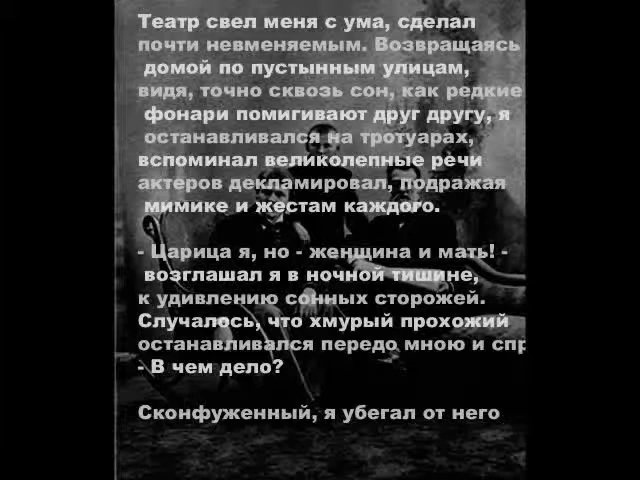 Театр свел меня с ума, сделал
почти невменяемым. Возвращаясь
домой по пустынным улицам,
видя, точно сквозь сон, как редкие
фонари помигивают друг другу, я
останавливался на тротуарах,
вспоминал великолепные речи
актеров декламировал, подражая
мимике и жестам каждого.
- Царица я, но - женщина и мать! -
возглашал я в ночной тишине,
к удивлению сонных сторожей.
Случалось, что хмурый прохожий
останавливался передо мною и спр
- В чем дело?
Сконфуженный, я убегал от него